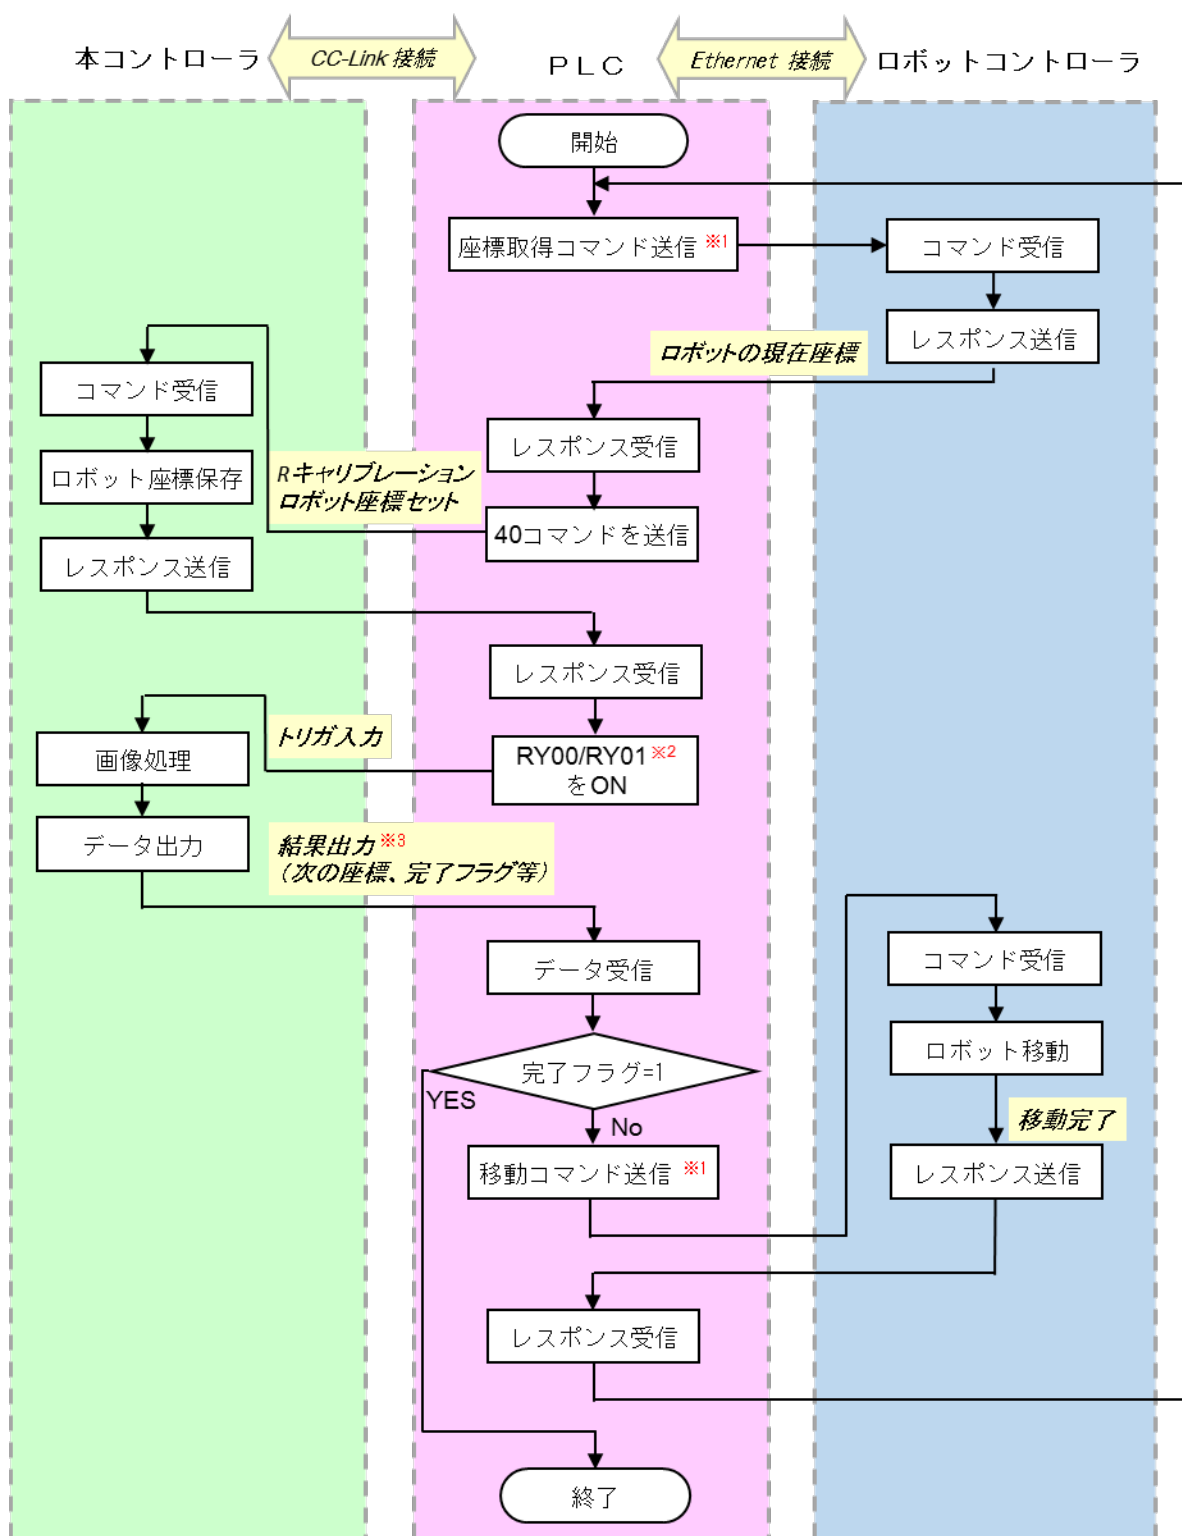 本コントローラ
CC-Link 接続
ＰＬＣ
Ethernet 接続
ロボットコントローラ
開始
座標取得コマンド送信 ※1
コマンド受信
レスポンス送信
ロボットの現在座標
コマンド受信
レスポンス受信
ロボット座標保存
Rキャリブレーション
ロボット座標セット
40コマンドを送信
レスポンス送信
レスポンス受信
トリガ入力
画像処理
RY00/RY01 ※2
をON
データ出力
結果出力 ※3
（次の座標、完了フラグ等）
データ受信
コマンド受信
ロボット移動
完了フラグ=1
YES
No
移動完了
移動コマンド送信 ※1
レスポンス送信
レスポンス受信
終了